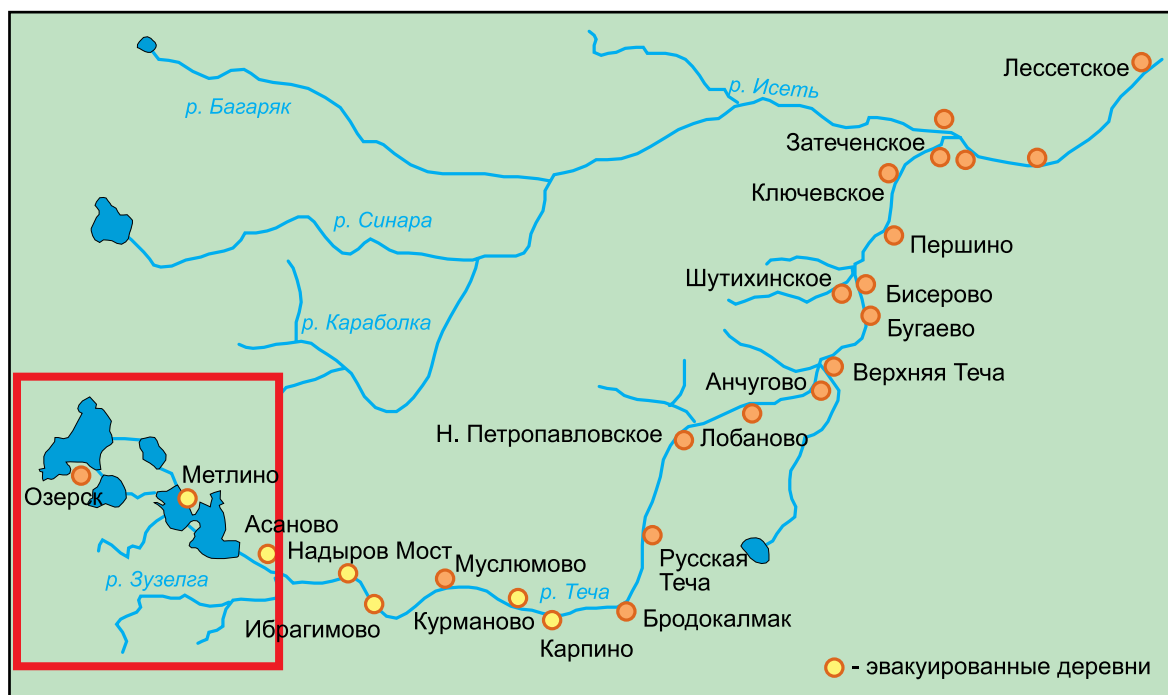 Лессетское
р. Исеть
р. Багаряк
Затеченское
Ключевское
р. Синара
Першино
Шутихинское
Бисерово
р. Караболка
Бугаево
Верхняя Теча
Анчугово
Н. Петропавловское
Лобаново
Метлино
Озерск
Асаново
Надыров Мост
Муслюмово
Русская
Теча
р. Зузелга
р. Теча
Ибрагимово
Курманово
Бродокалмак
Карпино
- эвакуированные деревни